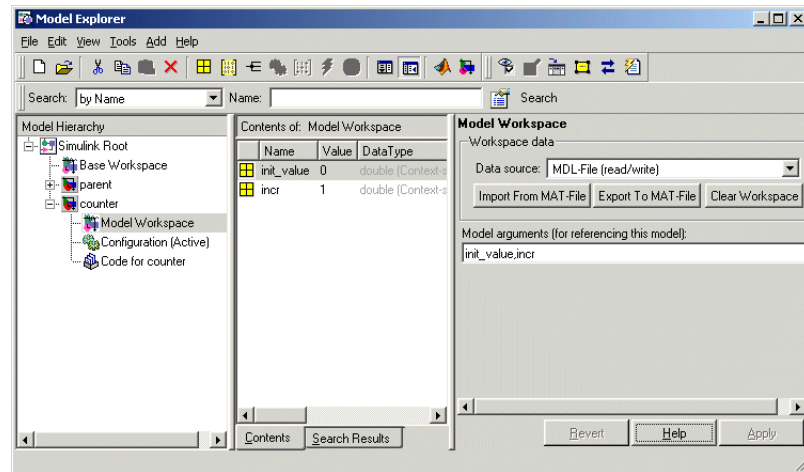 Model Explorer
File Edit View Tools Add Help
Search: by Name Name: Search
Model Hierarchy
Simulink Root
Base Workspace
parent
counter
Model Workspace
Configuration (Active)
Code for counter
Contents of: Model Workspace
Name Value DataType
init_value 0 double (Context-s
incr 1 double (Context-s
Contents Search Results
Model Workspace
Workspace data
Data source: MDL-File (read/write)
Import From MAT-File Export To MAT-File Clear Workspace
Model arguments (for referencing this model):
init_value,incr
Revert Help Apply